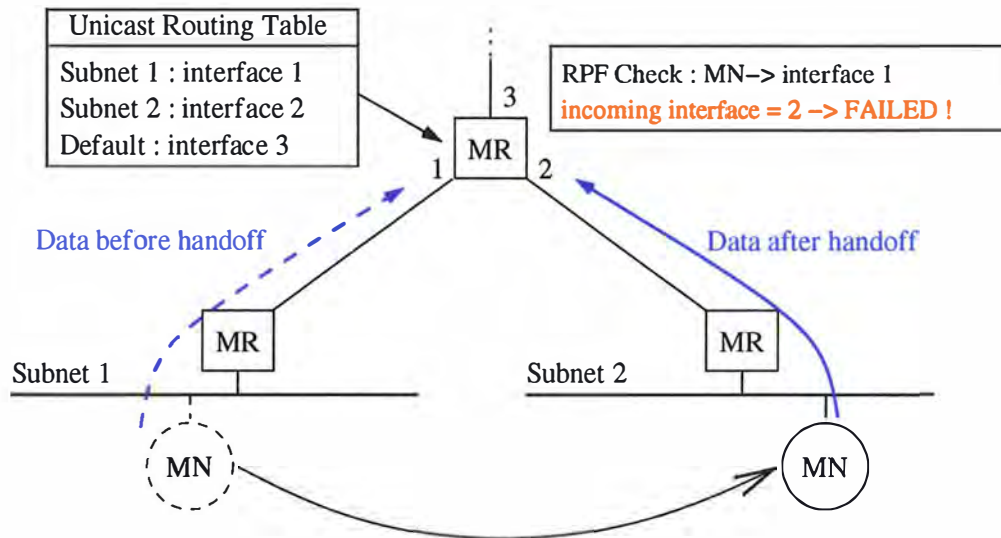 Unicast Routing Table
Subnet 1 : interface 1
Subnet 2 : interface 2
Default : interface 3
RPF Check : MN-> interface 1
incoming interface = 2 -> FAILED !
3
MR
1
2
Data before handoff
Data after handoff
MR
MR
Subnet 1
Subnet 2
MN
MN